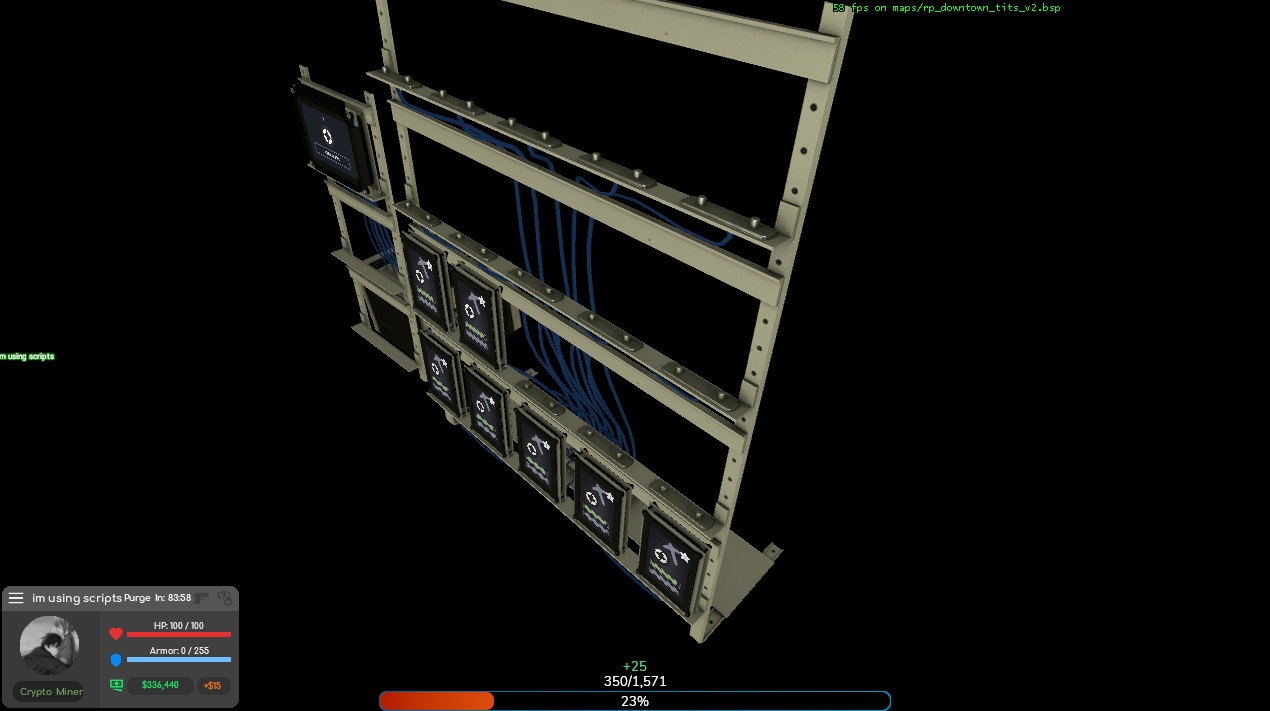 58 fps on maps/rp_downtown_tits_v2.bsp
m using scripts
im using scripts Purge In: 83:58
HP: 100 / 100
Armor: 0 / 255
Crypto Miner
$336,440 +$15
+25
350/1,571
23%